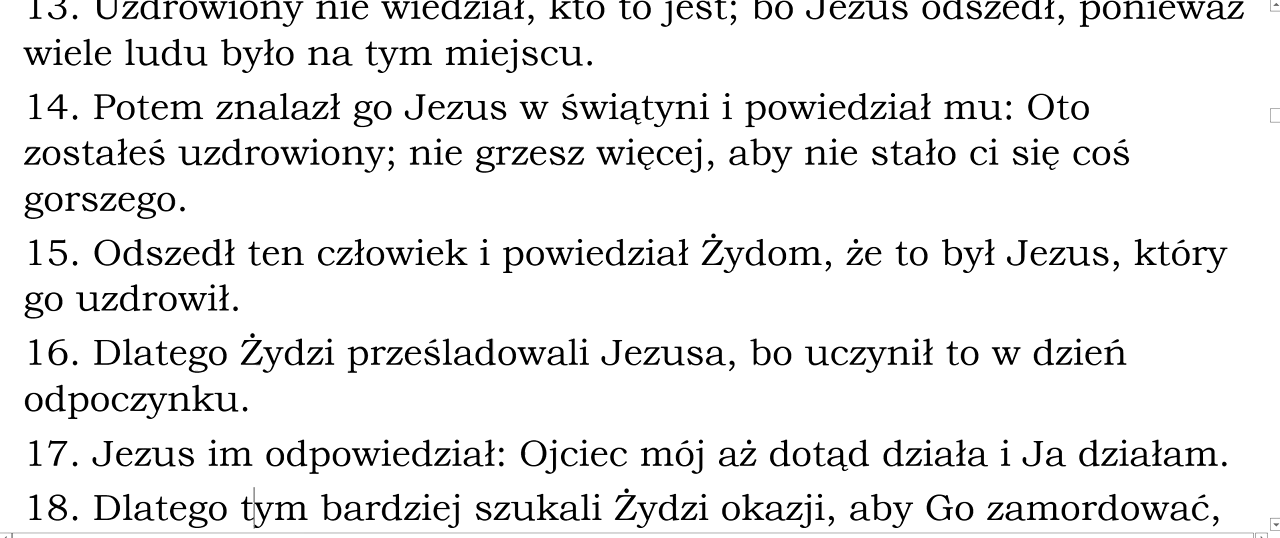 13. Uzdrowiony nie wiedział, kto to jest; bo Jezus odszedł, ponieważ
wiele ludu było na tym miejscu.
14. Potem znalazł go Jezus w świątyni i powiedział mu: Oto
zostałeś uzdrowiony; nie grzesz więcej, aby nie stało ci się coś
gorszego.
15. Odszedł ten człowiek i powiedział Żydom, że to był Jezus, który
go uzdrowił.
16. Dlatego Żydzi prześladowali Jezusa, bo uczynił to w dzień
odpoczynku.
17. Jezus im odpowiedział: Ojciec mój aż dotąd działa i Ja działam.
18. Dlatego tym bardziej szukali Żydzi okazji, aby Go zamordować,